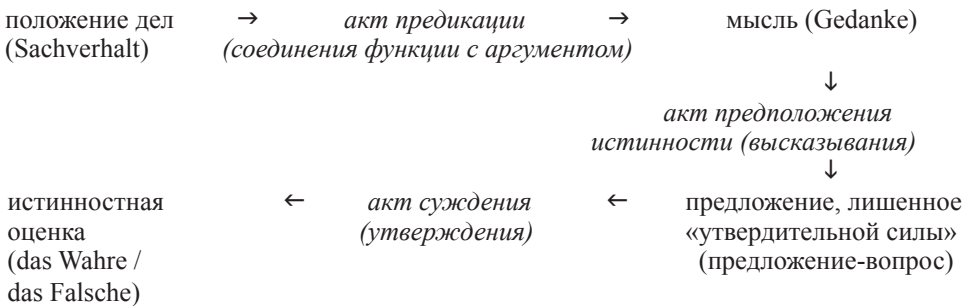 положение дел → акт предикации → мысль (Gedanke)
(Sachverhalt) (соединения функции с аргументом)
↓
акт предположения
истинности (высказывания)
↓
истинностная ← акт суждения ← предложение, лишенное
оценка (утверждения) «утвердительной силы»
(das Wahre / (предложение-вопрос)
das Falsche)